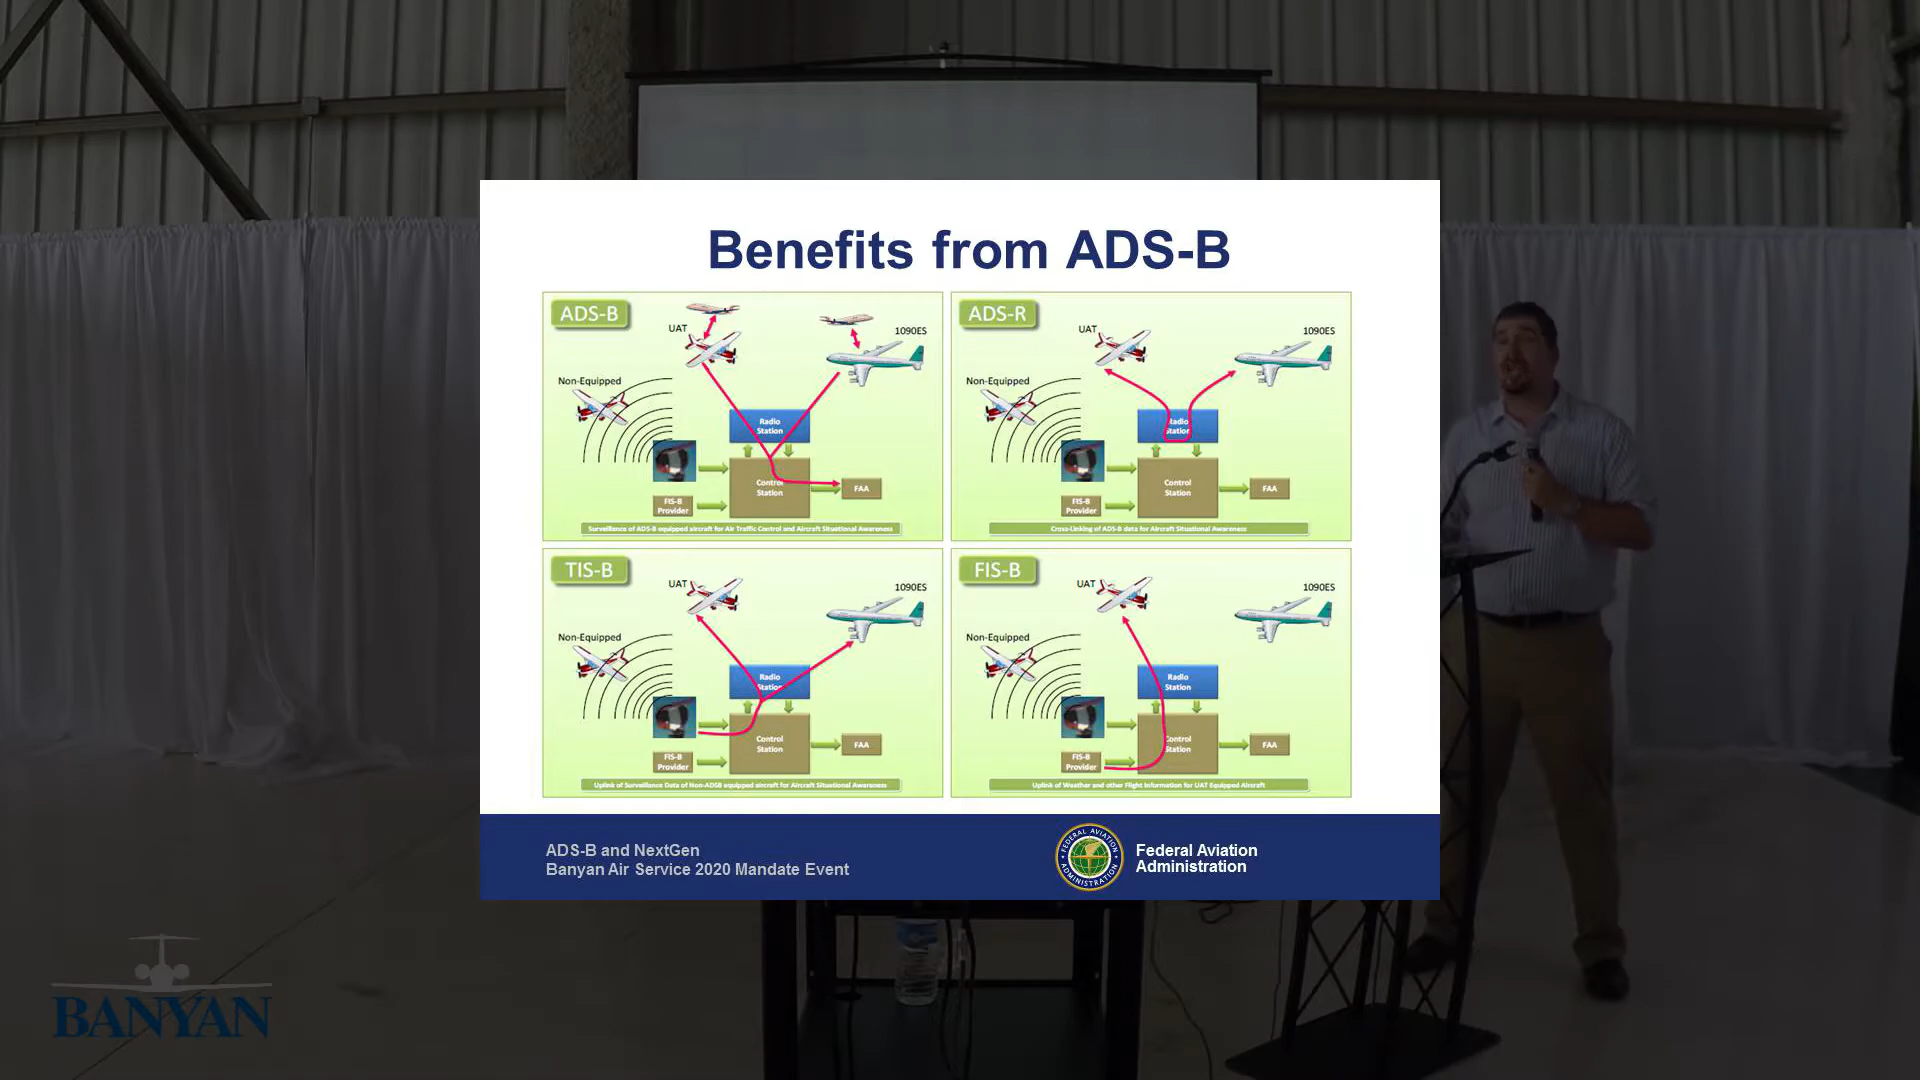 Benefits from ADS-B
ADS-B
UAT
1090ES
Non-Equipped
Radio
Station
Control
Station
FAA
FIS-B
Provider
Surveillance of ADS-B equipped aircraft for Air Traffic Control and Aircraft Situational Awareness
ADS-R
UAT
1090ES
Non-Equipped
Radio
Station
Control
Station
FAA
FIS-B
Provider
Cross-Linking of ADS-B data for Aircraft Situational Awareness
TIS-B
UAT
1090ES
Non-Equipped
Radio
Station
Control
Station
FAA
FIS-B
Provider
Uplink of Surveillance Data of Non-ADSB equipped aircraft for Aircraft Situational Awareness
FIS-B
UAT
1090ES
Non-Equipped
Radio
Station
Control
Station
FAA
FIS-B
Provider
Uplink of Weather and other Flight Information for UAT Equipped Aircraft
ADS-B and NextGen
Banyan Air Service 2020 Mandate Event
FEDERAL AVIATION
ADMINISTRATION
Federal Aviation
Administration
BANYAN